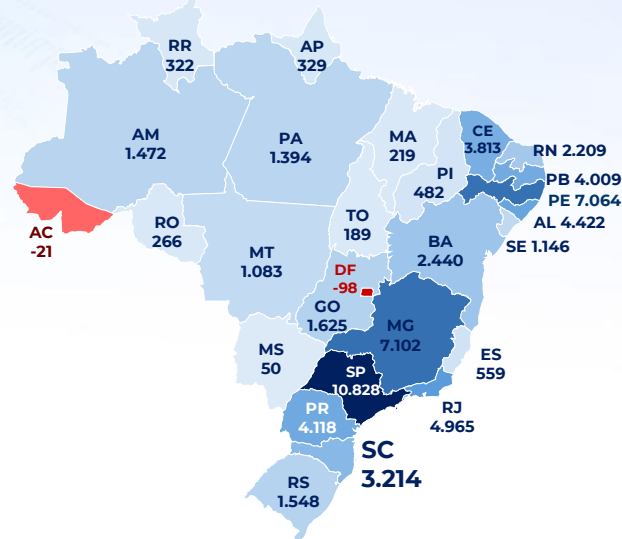 RR
322
AP
329
AM
1.472
PA
1.394
MA
219
CE
3.813
RN 2.209
PI
482
PB 4.009
PE 7.064
AL 4.422
SE 1.146
AC
-21
RO
266
TO
189
MT
1.083
BA
2.440
DF
-98
GO
1.625
MG
7.102
ES
559
MS
50
SP
10.828
RJ
4.965
PR
4.118
SC
3.214
RS
1.548